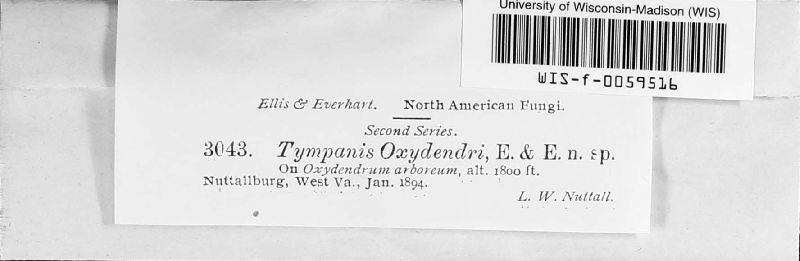 University of Wisconsin-Madison (WIS)
WIS-f-0059516
Ellis & Everhart. North American Fungi.
Second Series.
3043. Tympanis Oxydendri, E. & E. n. sp.
On Oxydendrum arboreum, alt. 1800 ft.
Nuttallburg, West Va., Jan. 1894.
L. W. Nuttall.